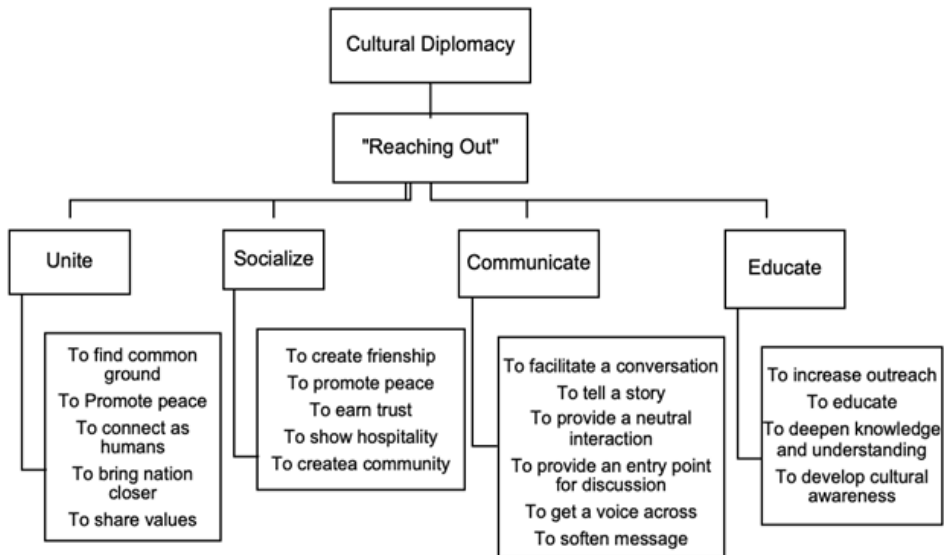 Cultural Diplomacy
"Reaching Out"
Unite
Socialize
Communicate
Educate
To find common
ground
To Promote peace
To connect as
humans
To bring nation
closer
To share values
To create frienship
To promote peace
To earn trust
To show hospitality
To createa community
To facilitate a conversation
To tell a story
To provide a neutral
interaction
To provide an entry point
for discussion
To get a voice across
To soften message
To increase outreach
To educate
To deepen knowledge
and understanding
To develop cultural
awareness